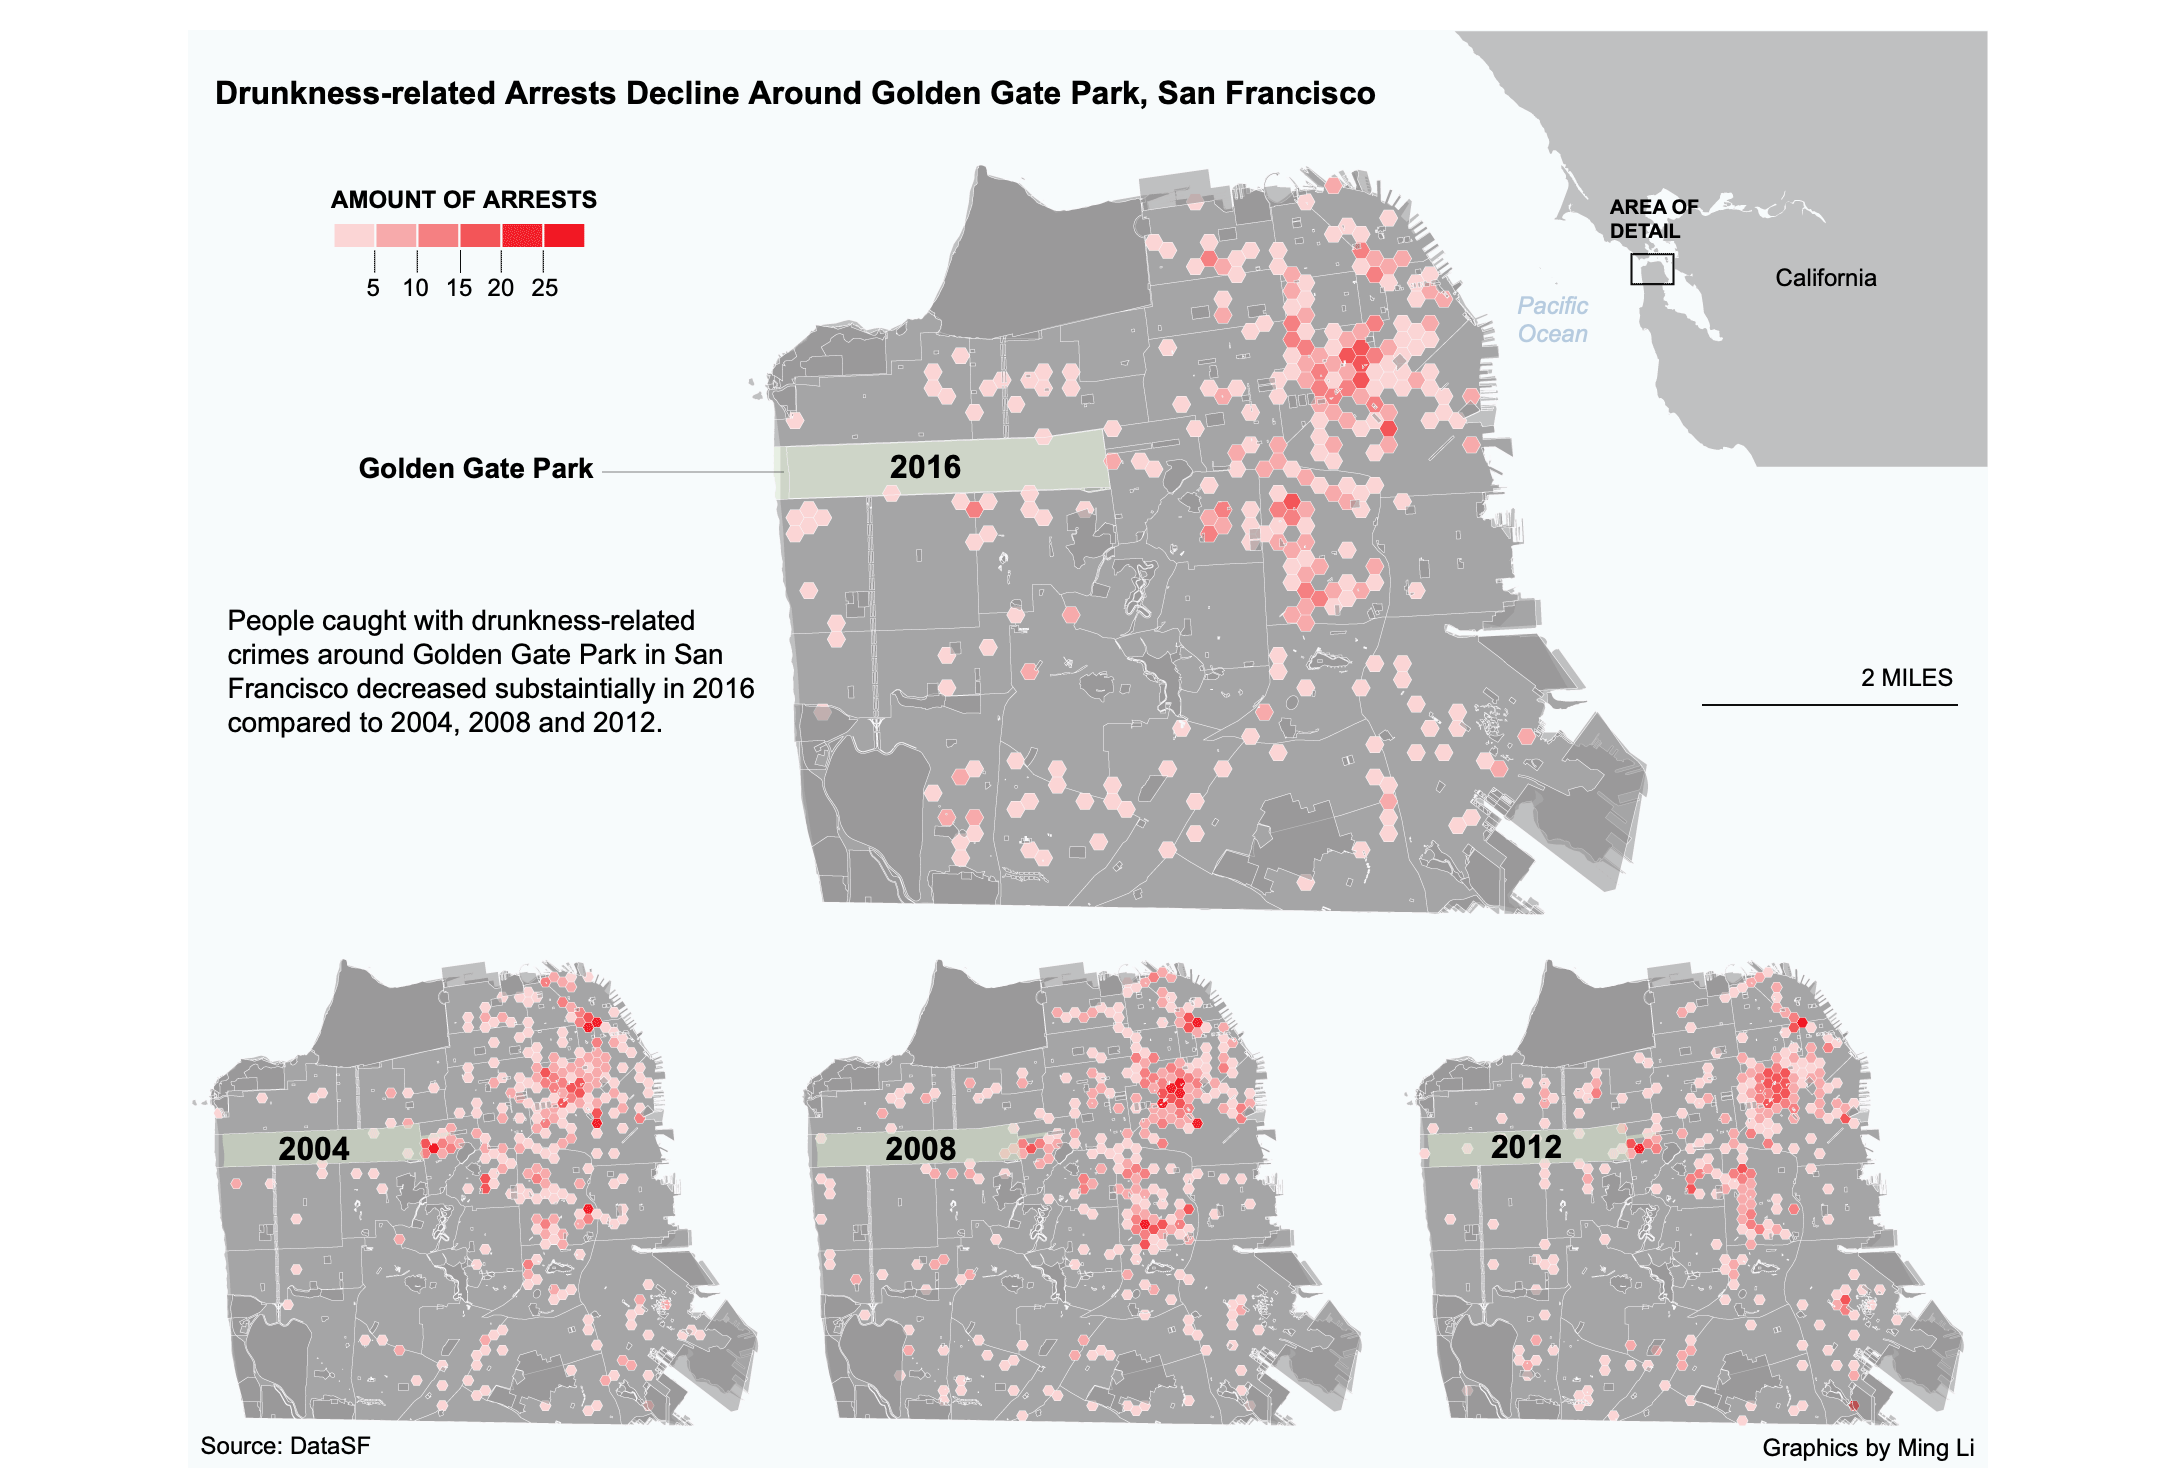 Drunkness-related Arrests Decline Around Golden Gate Park, San Francisco
AMOUNT OF ARRESTS
5 10 15 20 25
AREA OF
DETAIL
California
Pacific
Ocean
Golden Gate Park
2016
People caught with drunkness-related
crimes around Golden Gate Park in San
Francisco decreased substaintially in 2016
compared to 2004, 2008 and 2012.
2 MILES
2004
2008
2012
Source: DataSF
Graphics by Ming Li